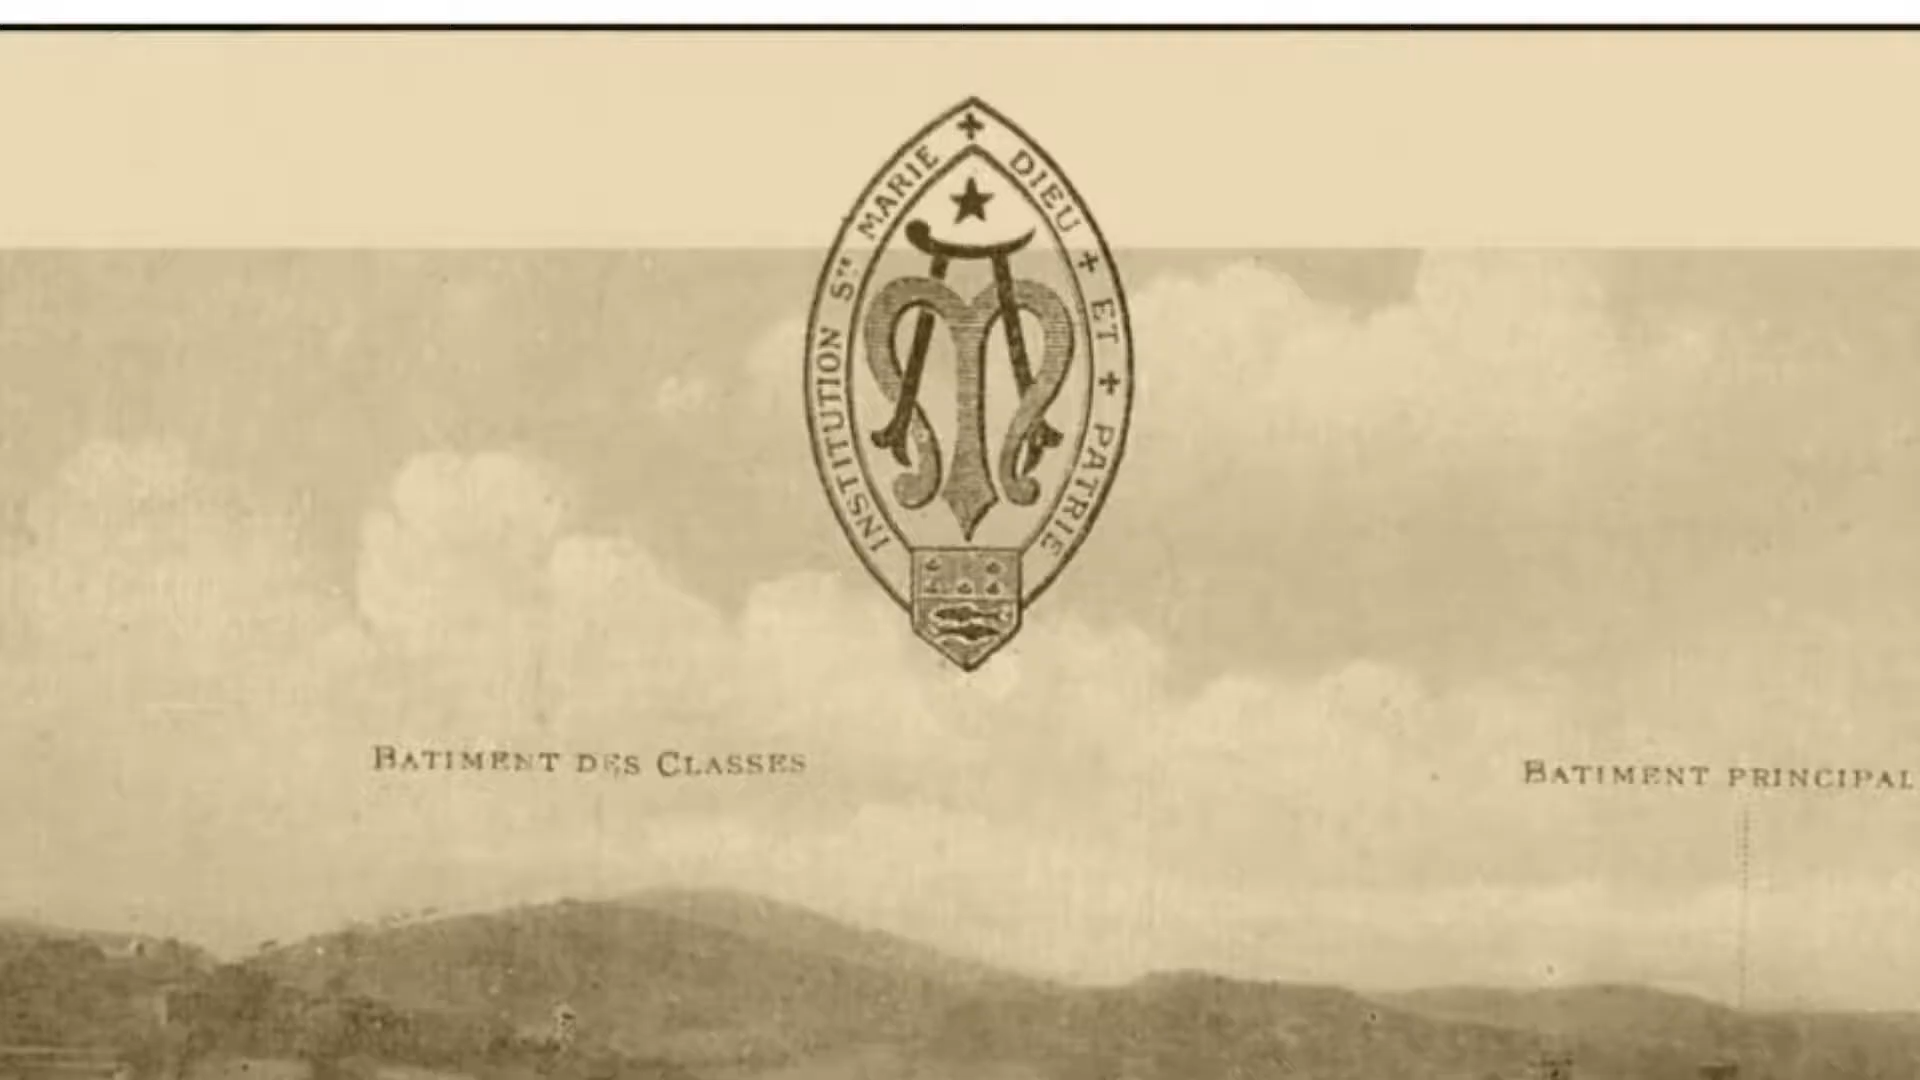 INSTITUTION Ste MARIE
DIEU + ET + PATRIE
BATIMENT DES CLASSES
BATIMENT PRINCIPAL